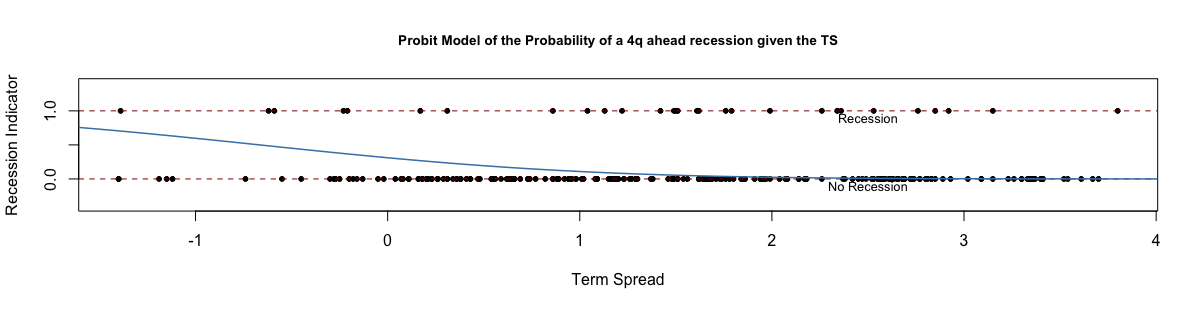 Probit Model of the Probability of a 4q ahead recession given the TS
Recession Indicator
1.0
0.0
Recession
No Recession
-1 0 1 2 3 4
Term Spread